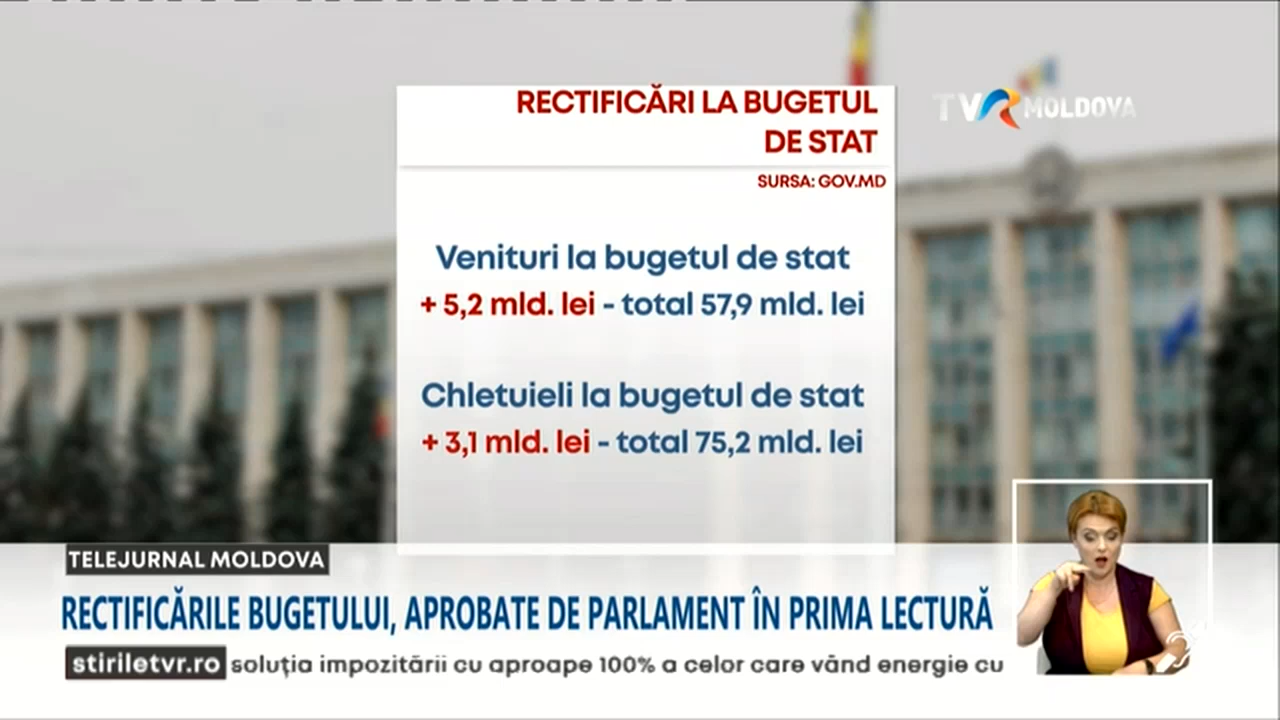 RECTIFICĂRI LA BUGETUL
DE STAT
TVR MOLDOVA
SURSA: GOV.MD
Venituri la bugetul de stat
+ 5,2 mld. lei - total 57,9 mld. lei
Chletuieli la bugetul de stat
+ 3,1 mld. lei - total 75,2 mld. lei
TELEJURNAL MOLDOVA
RECTIFICĂRILE BUGETULUI, APROBATE DE PARLAMENT ÎN PRIMA LECTURĂ
stiriletvr.ro soluția impozitării cu aproape 100% a celor care vând energie cu